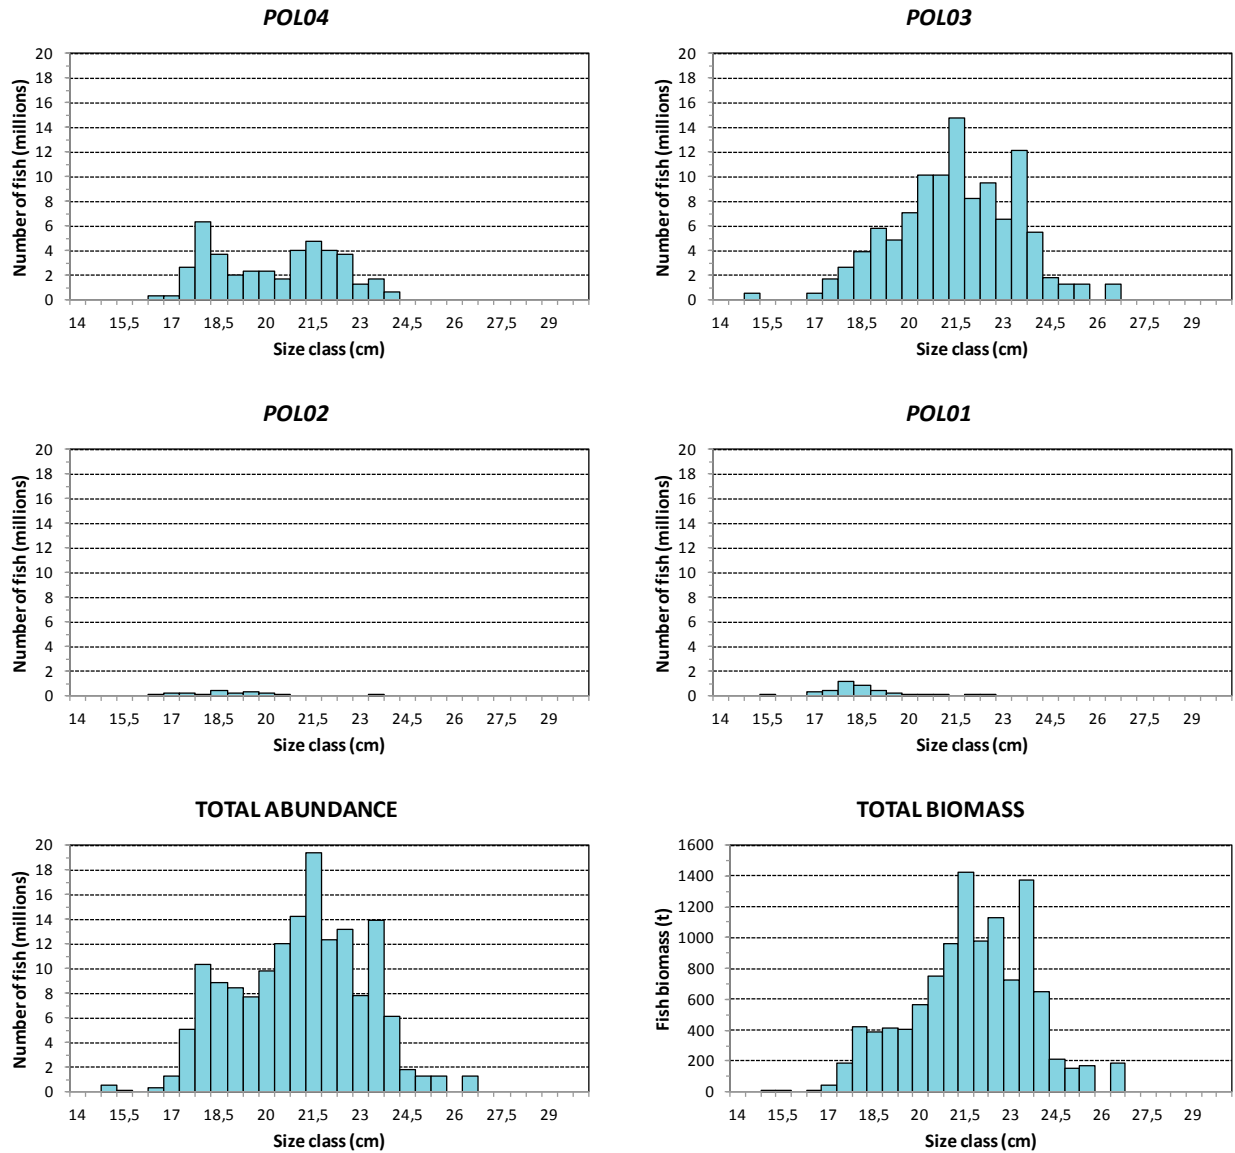 POL04
20
18
16
14
12
10
8
6
4
2
0
Number of fish (millions)
14 15,5 17 18,5 20 21,5 23 24,5 26 27,5 29
Size class (cm)
POL03
20
18
16
14
12
10
8
6
4
2
0
Number of fish (millions)
14 15,5 17 18,5 20 21,5 23 24,5 26 27,5 29
Size class (cm)
POL02
20
18
16
14
12
10
8
6
4
2
0
Number of fish (millions)
14 15,5 17 18,5 20 21,5 23 24,5 26 27,5 29
Size class (cm)
POL01
20
18
16
14
12
10
8
6
4
2
0
Number of fish (millions)
14 15,5 17 18,5 20 21,5 23 24,5 26 27,5 29
Size class (cm)
TOTAL ABUNDANCE
20
18
16
14
12
10
8
6
4
2
0
Number of fish (millions)
14 15,5 17 18,5 20 21,5 23 24,5 26 27,5 29
Size class (cm)
TOTAL BIOMASS
1600
1400
1200
1000
800
600
400
200
0
Fish biomass (t)
14 15,5 17 18,5 20 21,5 23 24,5 26 27,5 29
Size class (cm)